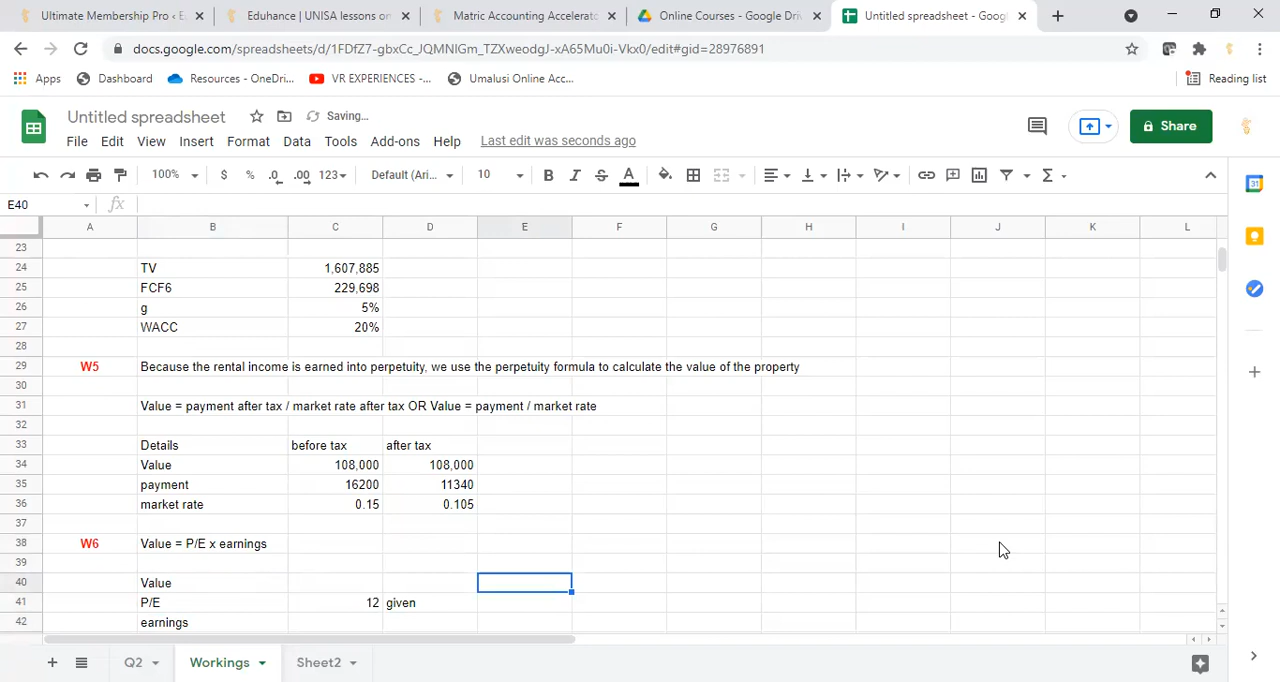 Ultimate Membership Pro ‹ E
Eduhance | UNISA lessons on
Matric Accounting Accelerato
Online Courses - Google Driv
Untitled spreadsheet - Goog
docs.google.com/spreadsheets/d/1FDfZ7-gbxCc_JQMNIGm_TZXweodgJ-xA65Mu0i-Vkx0/edit#gid=28976891
Apps Dashboard Resources - OneDri... VR EXPERIENCES -... Umalusi Online Acc... Reading list
Untitled spreadsheet Saving...
File Edit View Insert Format Data Tools Add-ons Help Last edit was seconds ago
Share
100% $ % .0 .00 123 Default (Ari... 10 B I S A
E40 fx
A B C D E F G H I J K L
23
24 TV 1,607,885
25 FCF6 229,698
26 g 5%
27 WACC 20%
28
29 W5 Because the rental income is earned into perpetuity, we use the perpetuity formula to calculate the value of the property
30
31 Value = payment after tax / market rate after tax OR Value = payment / market rate
32
33 Details before tax after tax
34 Value 108,000 108,000
35 payment 16200 11340
36 market rate 0.15 0.105
37
38 W6 Value = P/E x earnings
39
40 Value
41 P/E 12 given
42 earnings
Q2 Workings Sheet2